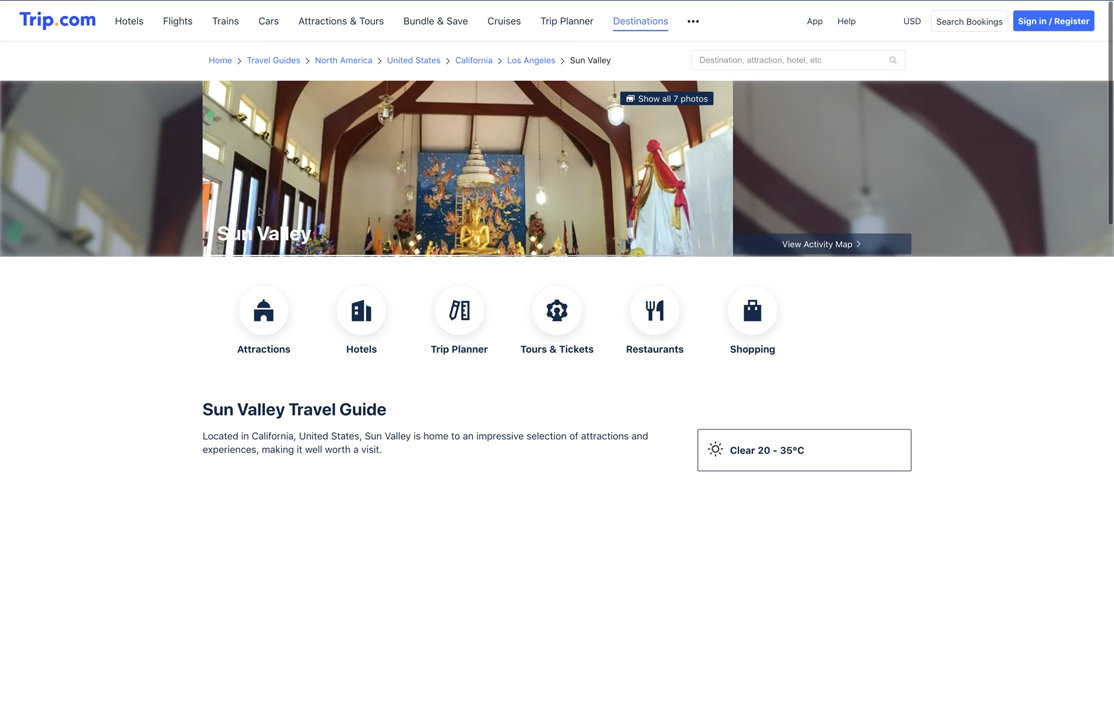 Trip.com Hotels Flights Trains Cars Attractions & Tours Bundle & Save Cruises Trip Planner Destinations ••• App Help USD Search Bookings Sign in / Register
Home > Travel Guides > North America > United States > California > Los Angeles > Sun Valley Destination, attraction, hotel, etc
Show all 7 photos
Sun Valley
View Activity Map >
Attractions Hotels Trip Planner Tours & Tickets Restaurants Shopping
Sun Valley Travel Guide
Located in California, United States, Sun Valley is home to an impressive selection of attractions and
experiences, making it well worth a visit.
Clear 20 - 35°C